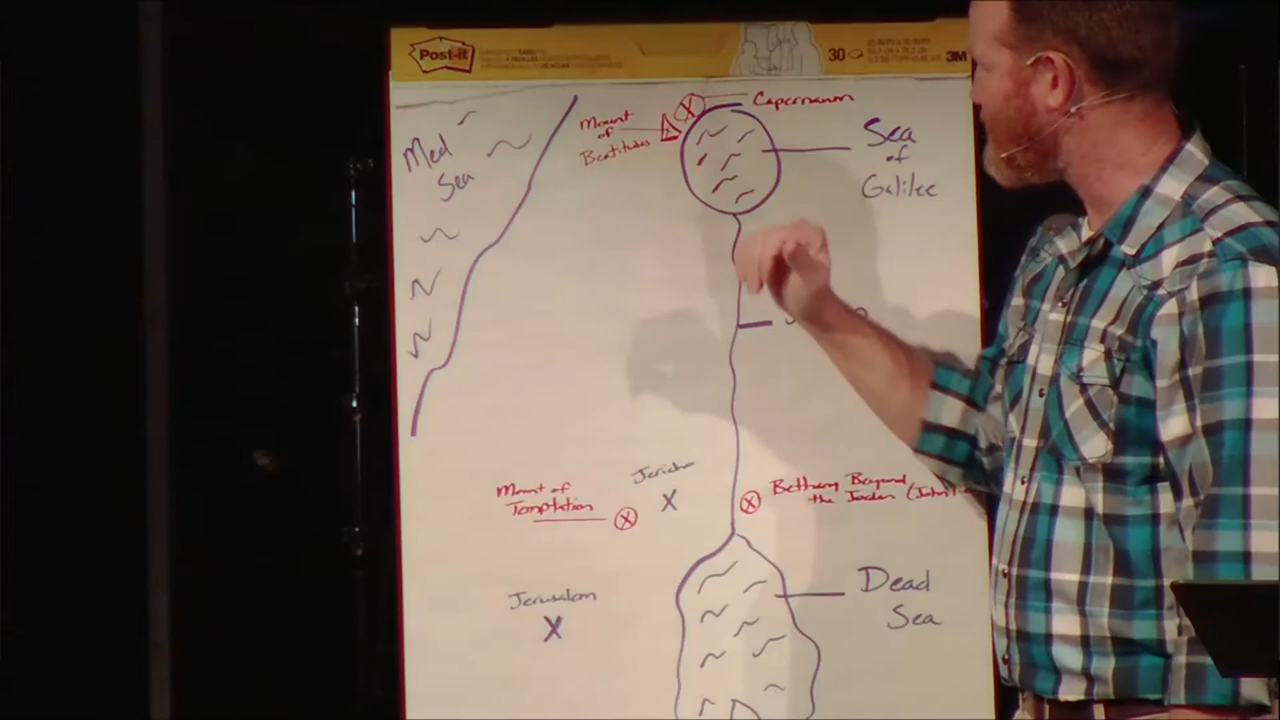 Post-it
30
3M
Med
Sea
Mount
of
Beatitudes
X
Capernaum
Sea
of
Galilee
Mount of
Temptation
X
Jericho
X
X
Bethany Beyond
the Jordan (John
Jerusalem
X
Dead
Sea